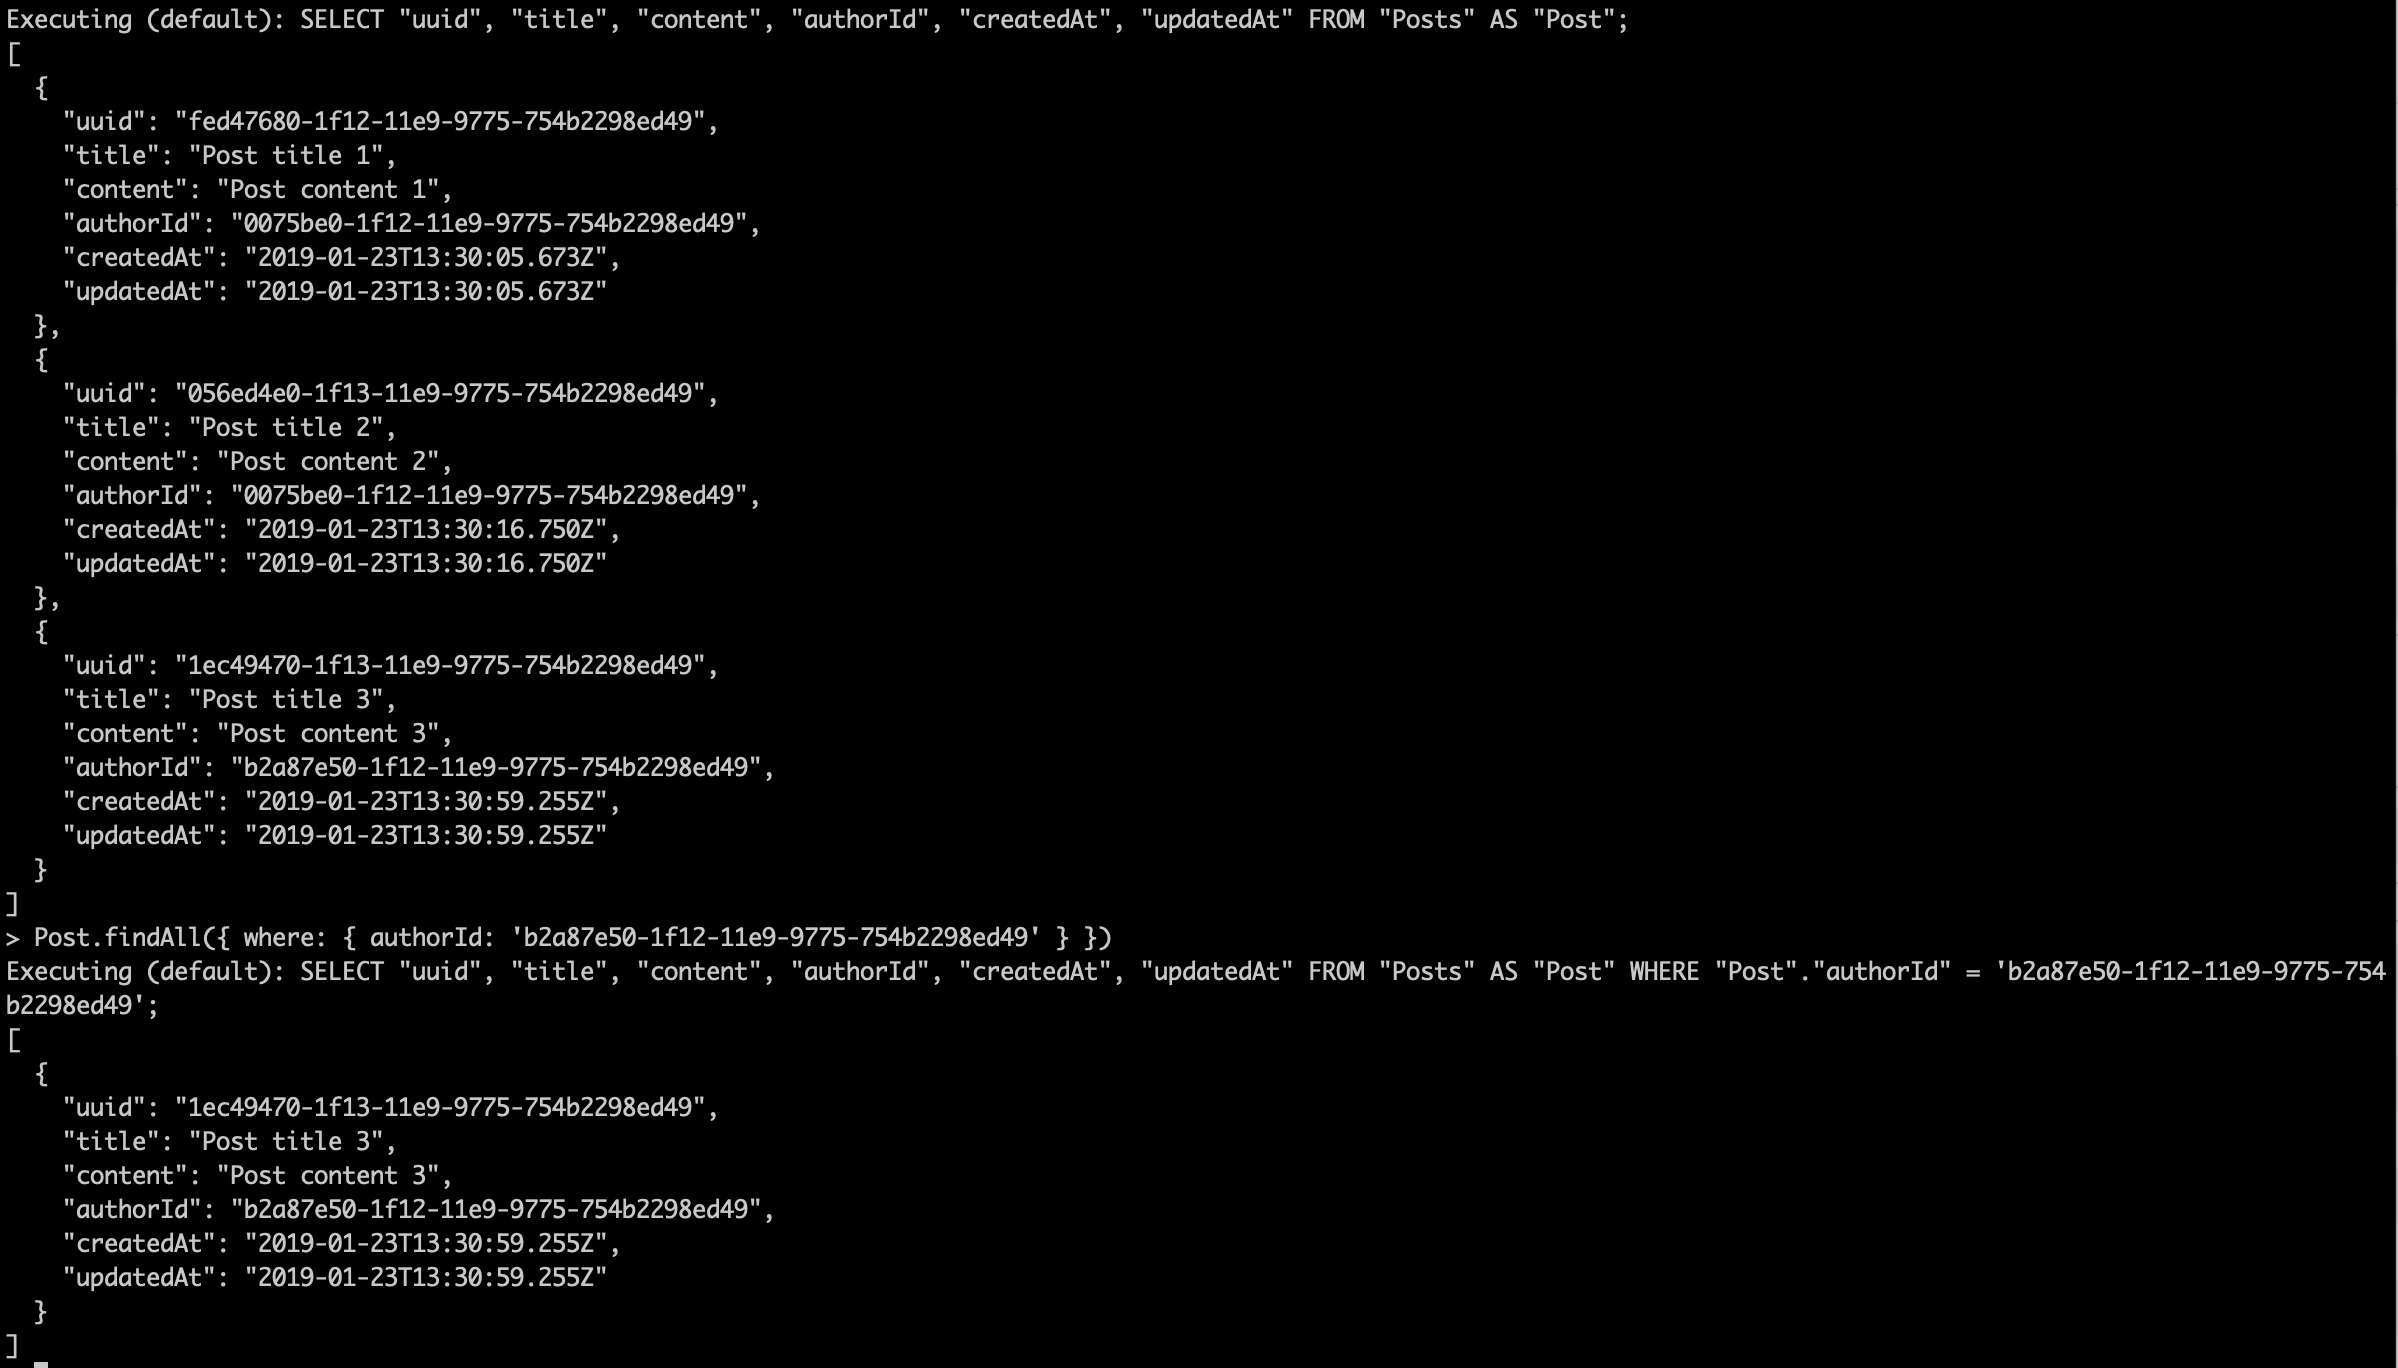 Executing (default): SELECT "uuid", "title", "content", "authorId", "createdAt", "updatedAt" FROM "Posts" AS "Post";
[
  {
    "uuid": "fed47680-1f12-11e9-9775-754b2298ed49",
    "title": "Post title 1",
    "content": "Post content 1",
    "authorId": "0075be0-1f12-11e9-9775-754b2298ed49",
    "createdAt": "2019-01-23T13:30:05.673Z",
    "updatedAt": "2019-01-23T13:30:05.673Z"
  },
  {
    "uuid": "056ed4e0-1f13-11e9-9775-754b2298ed49",
    "title": "Post title 2",
    "content": "Post content 2",
    "authorId": "0075be0-1f12-11e9-9775-754b2298ed49",
    "createdAt": "2019-01-23T13:30:16.750Z",
    "updatedAt": "2019-01-23T13:30:16.750Z"
  },
  {
    "uuid": "1ec49470-1f13-11e9-9775-754b2298ed49",
    "title": "Post title 3",
    "content": "Post content 3",
    "authorId": "b2a87e50-1f12-11e9-9775-754b2298ed49",
    "createdAt": "2019-01-23T13:30:59.255Z",
    "updatedAt": "2019-01-23T13:30:59.255Z"
  }
]
> Post.findAll({ where: { authorId: 'b2a87e50-1f12-11e9-9775-754b2298ed49' } })
Executing (default): SELECT "uuid", "title", "content", "authorId", "createdAt", "updatedAt" FROM "Posts" AS "Post" WHERE "Post"."authorId" = 'b2a87e50-1f12-11e9-9775-754
b2298ed49';
[
  {
    "uuid": "1ec49470-1f13-11e9-9775-754b2298ed49",
    "title": "Post title 3",
    "content": "Post content 3",
    "authorId": "b2a87e50-1f12-11e9-9775-754b2298ed49",
    "createdAt": "2019-01-23T13:30:59.255Z",
    "updatedAt": "2019-01-23T13:30:59.255Z"
  }
]